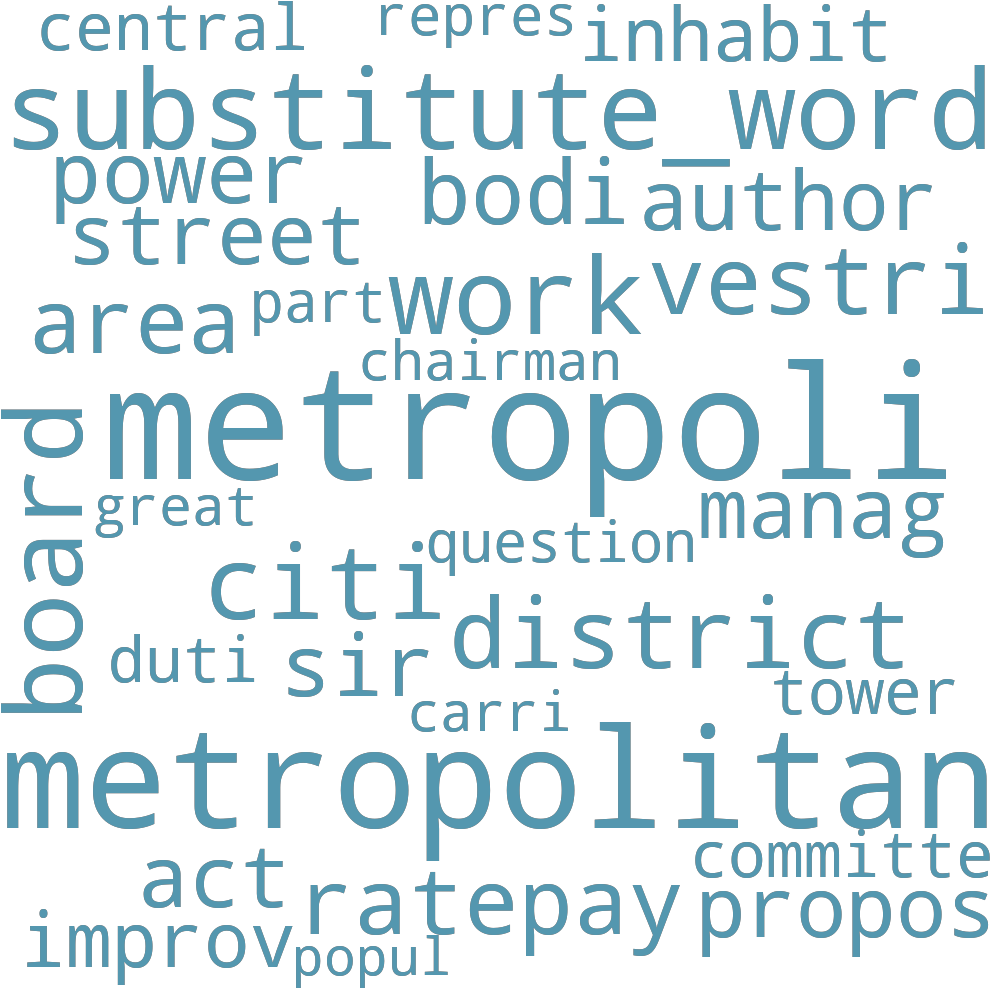 central
repres
inhabit
substitute_word
power
bodi
author
street
vestri
area
part
work
chairman
metropoli
board
great
manag
question
citi
district
duti
sir
tower
carri
metropolitan
committe
act
ratepay
propos
improv
popul